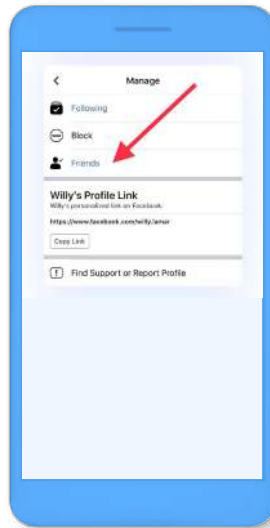 Manage
Following
Block
Friends
Willy's Profile Link
Willy's personalized link on Facebook.
https://www.facebook.com/willy.lamar
Copy Link
Find Support or Report Profile